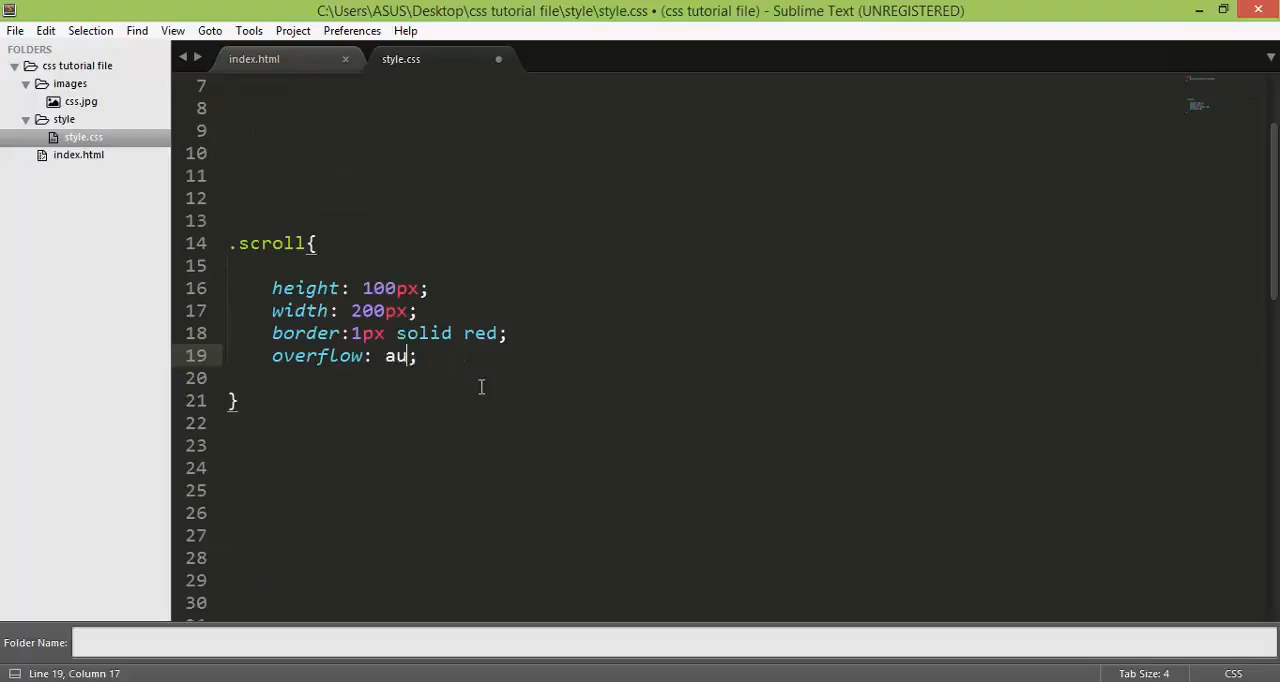 C:\Users\ASUS\Desktop\css tutorial file\style\style.css • (css tutorial file) - Sublime Text (UNREGISTERED)
File Edit Selection Find View Goto Tools Project Preferences Help
FOLDERS
css tutorial file
images
css.jpg
style
style.css
index.html
index.html
style.css
7
8
9
10
11
12
13
14 .scroll{
15
16 height: 100px;
17 width: 200px;
18 border:1px solid red;
19 overflow: au;
20
21 }
22
23
24
25
26
27
28
29
30
Folder Name:
Line 19, Column 17
Tab Size: 4
CSS